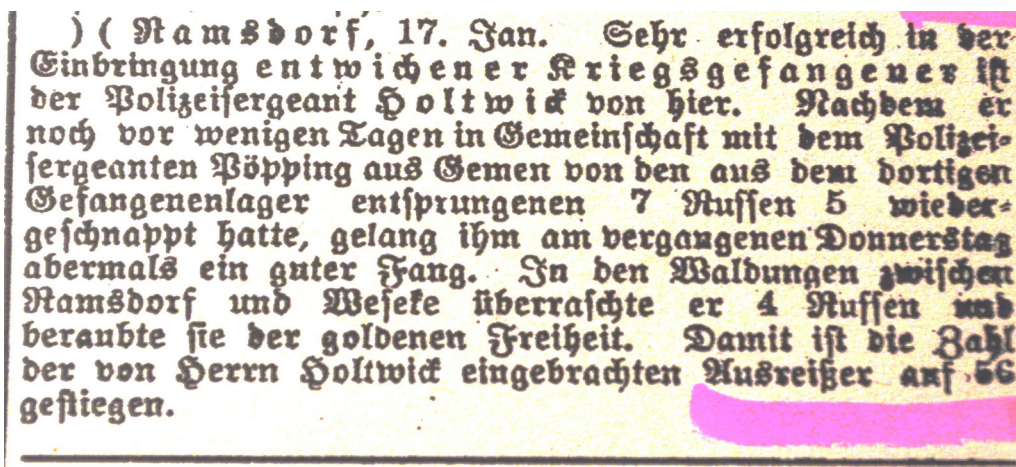 )( Ramsdorf, 17. Jan. Sehr erfolgreich in der
Einbringung entwichener Kriegsgefangener ist
der Polizeisergeant Holtwick von hier. Nachdem er
noch vor wenigen Tagen in Gemeinschaft mit dem Polizei-
sergeanten Pöpping aus Gemen von den aus dem dortigen
Gefangenenlager entsprungenen 7 Russen 5 wieder-
geschnappt hatte, gelang ihm am vergangenen Donnerstag
abermals ein guter Fang. In den Waldungen zwischen
Ramsdorf und Weseke überraschte er 4 Russen und
beraubte sie der goldenen Freiheit. Damit ist die Zahl
der von Herrn Holtwick eingebrachten Ausreißer auf 56
gestiegen.